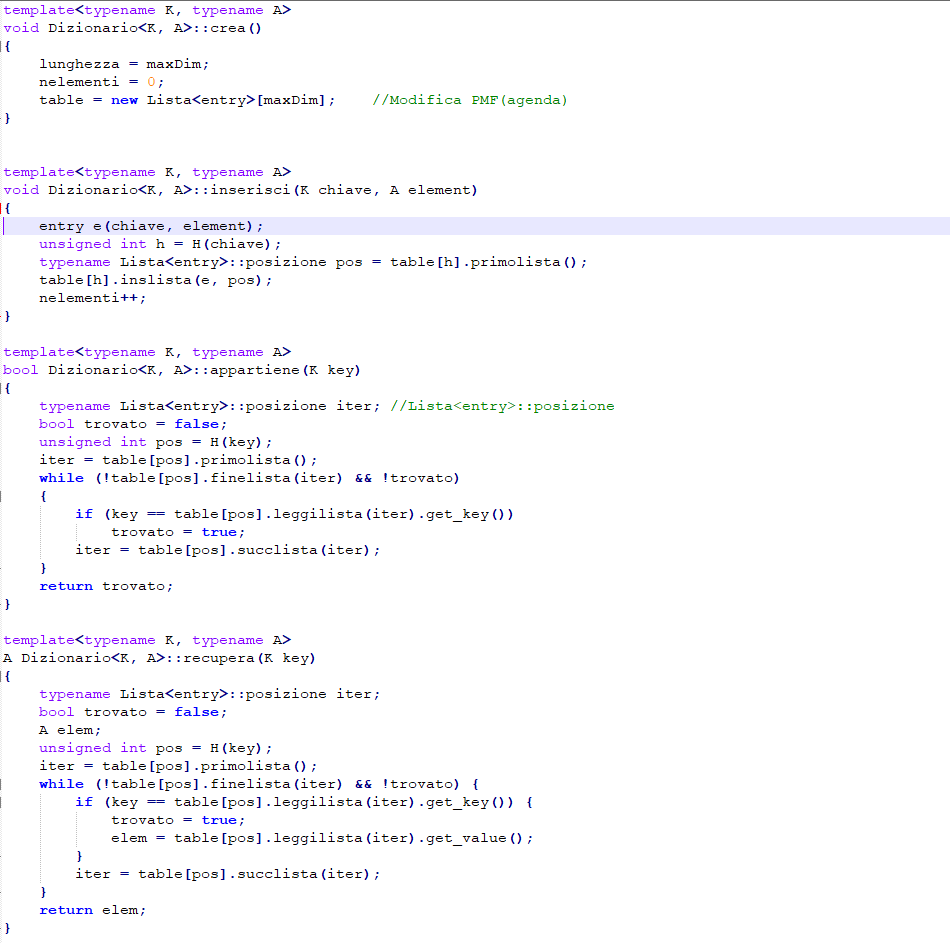 template<typename K, typename A>
void Dizionario<K, A>::crea()
{
    lunghezza = maxDim;
    nelementi = 0;
    table = new Lista<entry>[maxDim];    //Modifica PMF(agenda)
}
template<typename K, typename A>
void Dizionario<K, A>::inserisci(K chiave, A element)
{
    entry e(chiave, element);
    unsigned int h = H(chiave);
    typename Lista<entry>::posizione pos = table[h].primolista();
    table[h].inslista(e, pos);
    nelementi++;
}
template<typename K, typename A>
bool Dizionario<K, A>::appartiene(K key)
{
    typename Lista<entry>::posizione iter; //Lista<entry>::posizione
    bool trovato = false;
    unsigned int pos = H(key);
    iter = table[pos].primolista();
    while (!table[pos].finelista(iter) && !trovato)
    {
        if (key == table[pos].leggilista(iter).get_key())
            trovato = true;
        iter = table[pos].succlista(iter);
    }
    return trovato;
}
template<typename K, typename A>
A Dizionario<K, A>::recupera(K key)
{
    typename Lista<entry>::posizione iter;
    bool trovato = false;
    A elem;
    unsigned int pos = H(key);
    iter = table[pos].primolista();
    while (!table[pos].finelista(iter) && !trovato) {
        if (key == table[pos].leggilista(iter).get_key()) {
            trovato = true;
            elem = table[pos].leggilista(iter).get_value();
        }
        iter = table[pos].succlista(iter);
    }
    return elem;
}